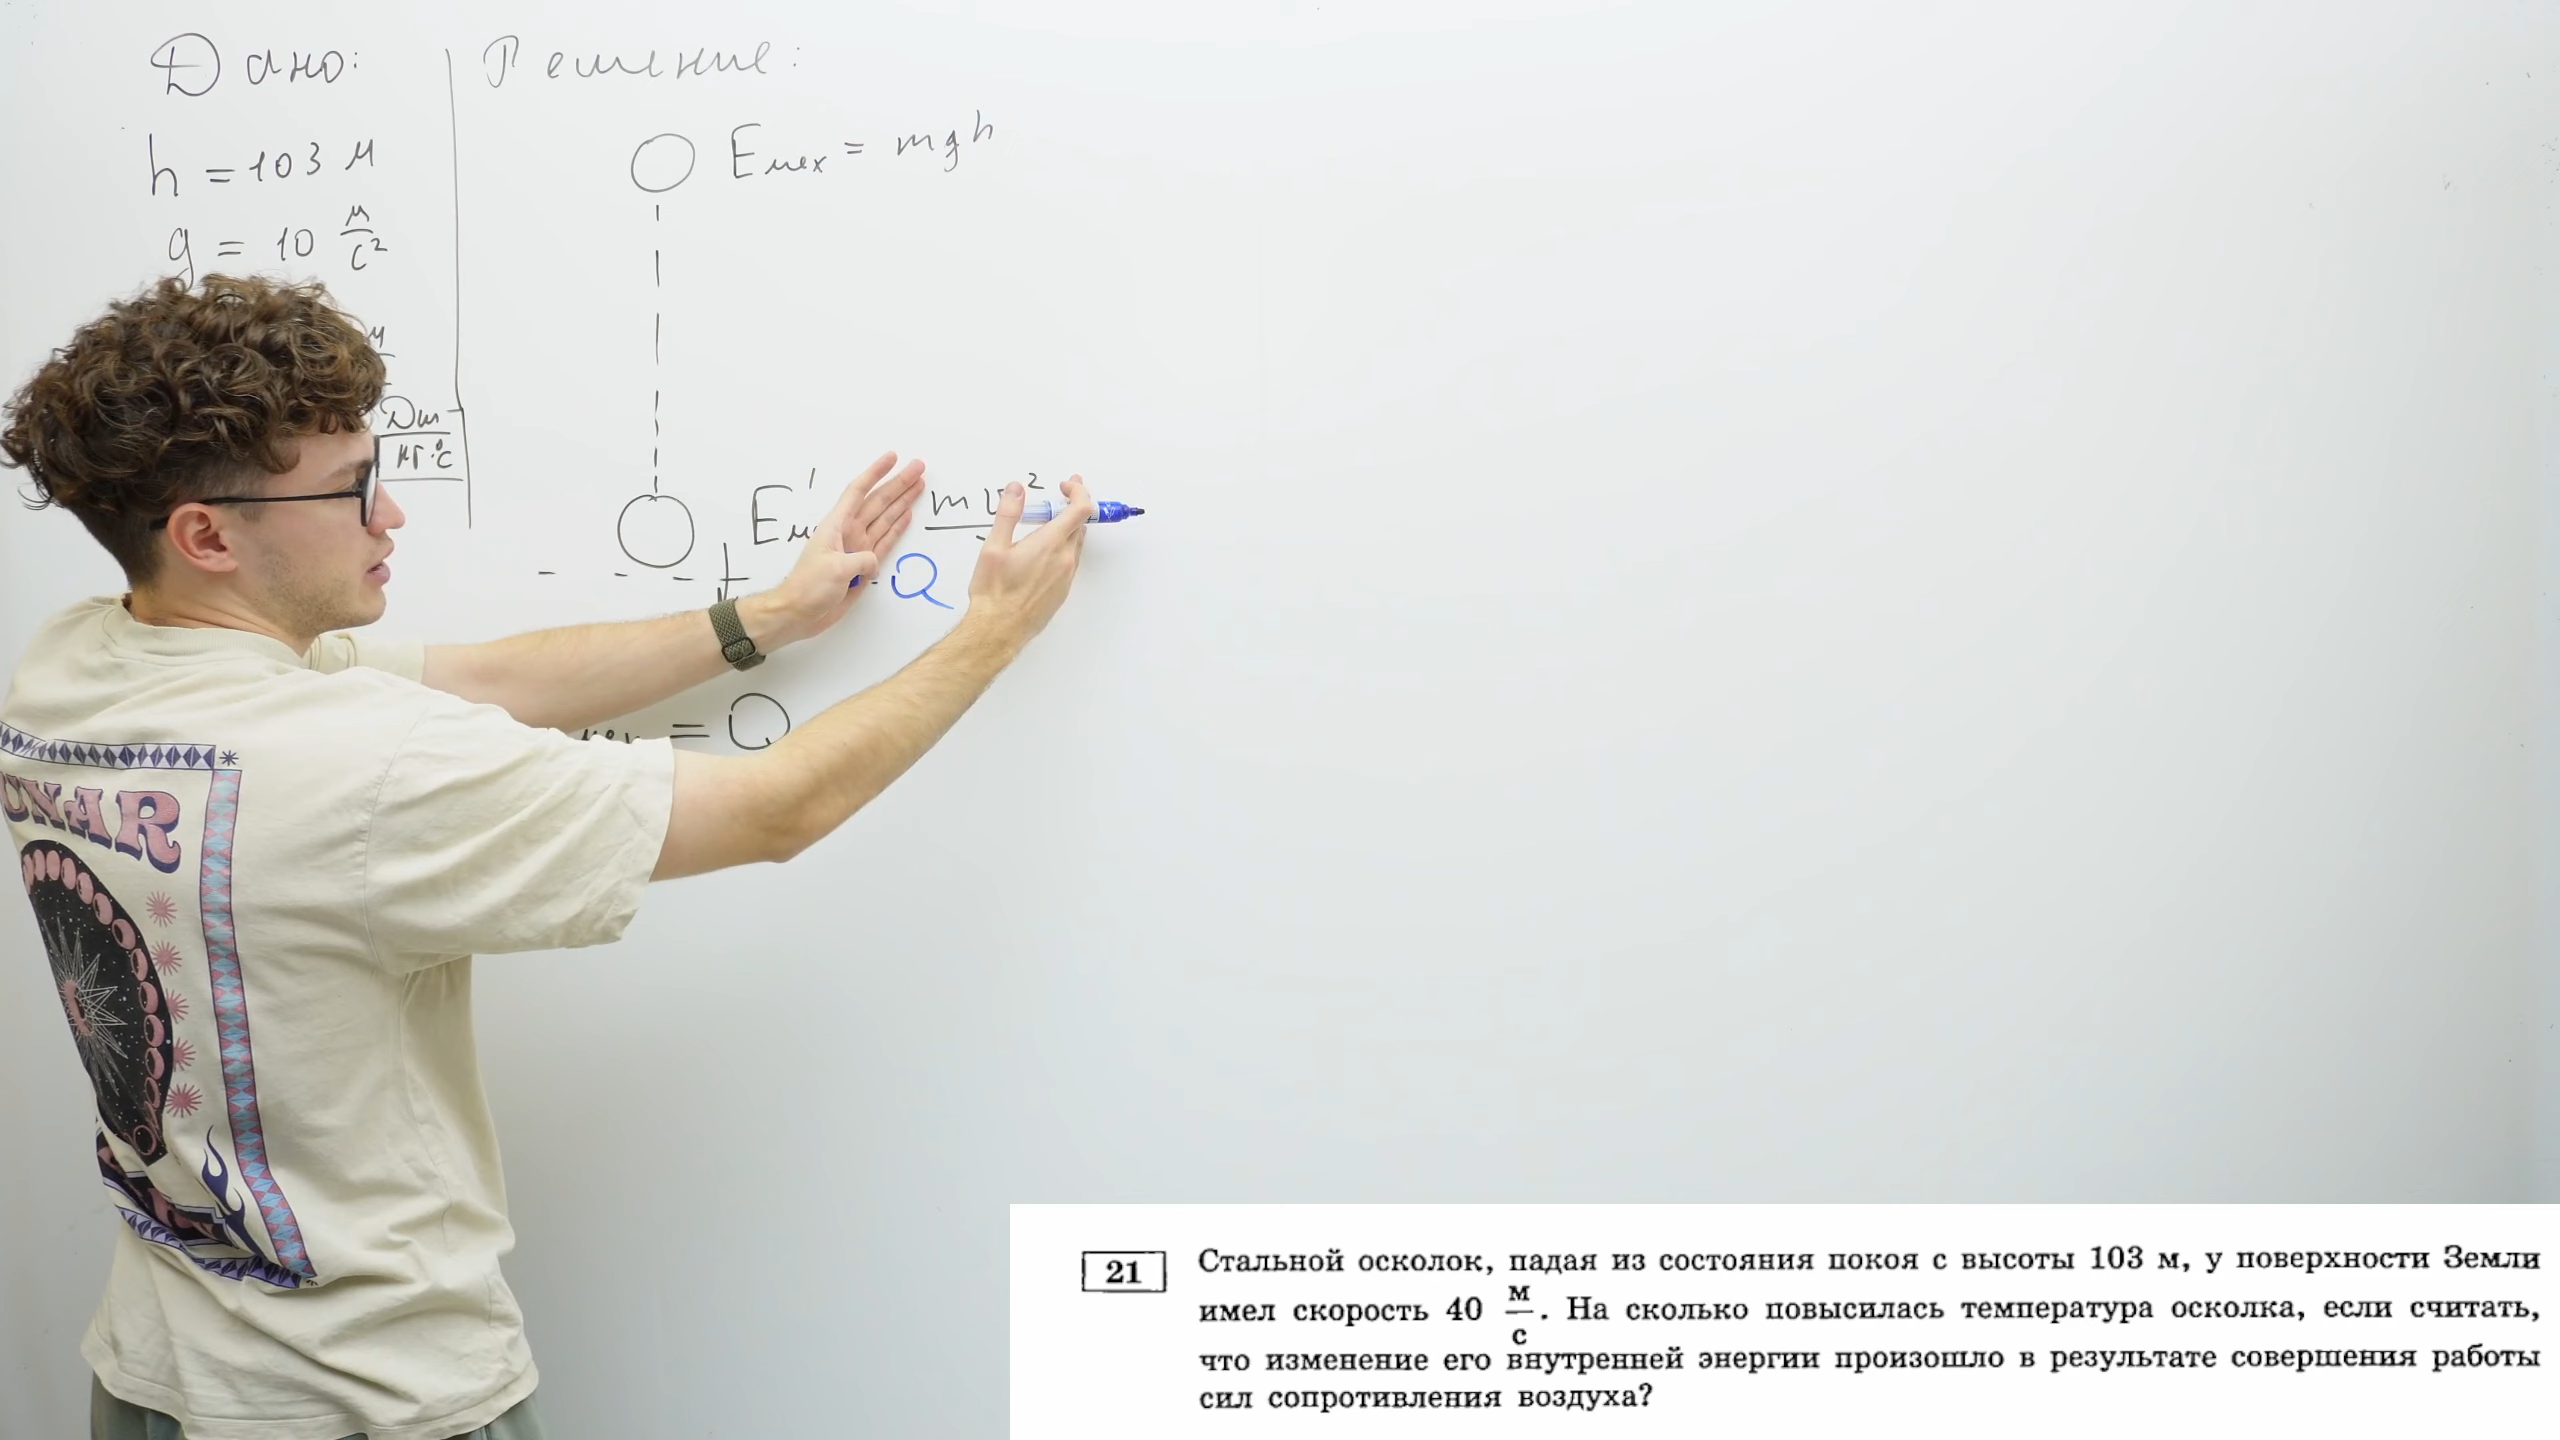 Дано:
h = 103 м
g = 10 м/с²
Дж/кг·°C
Решение:
Eмех = mgh
mv²
Q
= Q
UNAR
21
Стальной осколок, падая из состояния покоя с высоты 103 м, у поверхности Земли
имел скорость 40 м/с. На сколько повысилась температура осколка, если считать,
что изменение его внутренней энергии произошло в результате совершения работы
сил сопротивления воздуха?